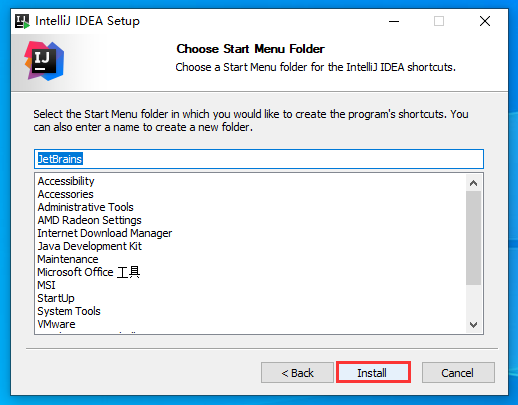 IntelliJ IDEA Setup
IJ
Choose Start Menu Folder
Choose a Start Menu folder for the IntelliJ IDEA shortcuts.
Select the Start Menu folder in which you would like to create the program's shortcuts. You
can also enter a name to create a new folder.
JetBrains
Accessibility
Accessories
Administrative Tools
AMD Radeon Settings
Internet Download Manager
Java Development Kit
Maintenance
Microsoft Office 工具
MSI
StartUp
System Tools
VMware
< Back
Install
Cancel